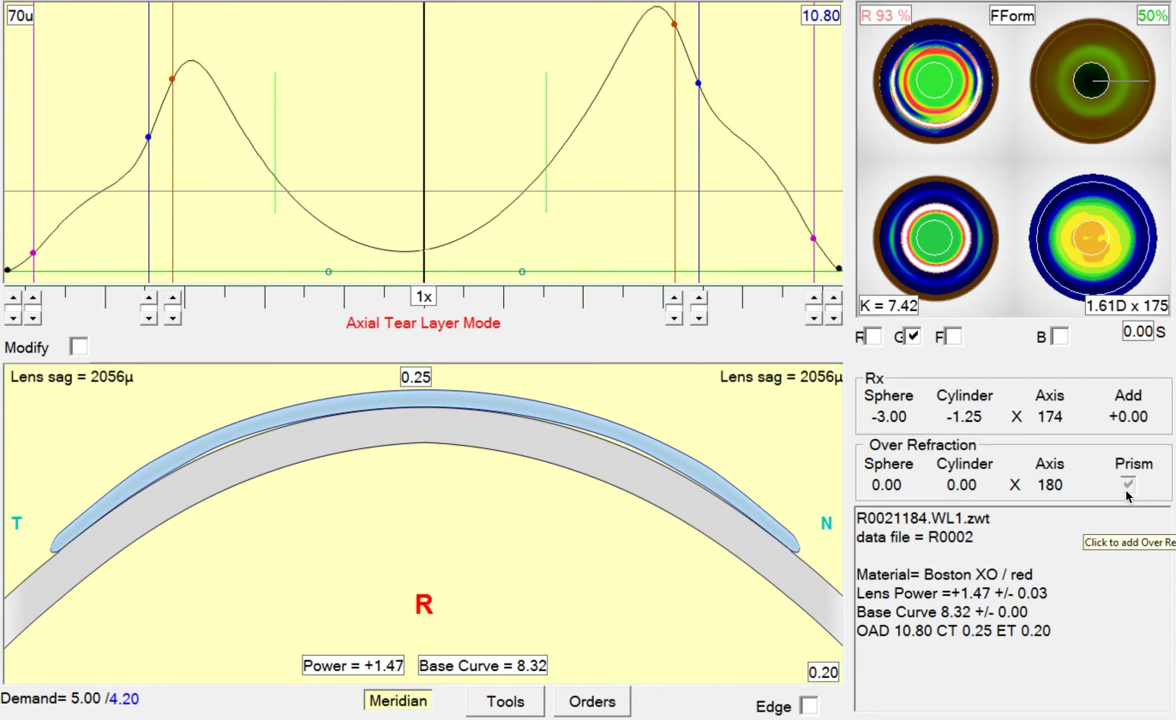 70u
10.80
R 93 %
FForm
50%
1x
K = 7.42
1.61D x 175
Axial Tear Layer Mode
R
G
F
B
0.00 S
Modify
Lens sag = 2056µ
0.25
Lens sag = 2056µ
Rx
Sphere Cylinder Axis Add
-3.00 -1.25 X 174 +0.00
Over Refraction
Sphere Cylinder Axis Prism
0.00 0.00 X 180
T
N
R0021184.WL1.zwt
data file = R0002
Click to add Over Re
Material= Boston XO / red
Lens Power =+1.47 +/- 0.03
Base Curve 8.32 +/- 0.00
OAD 10.80 CT 0.25 ET 0.20
R
Power = +1.47
Base Curve = 8.32
0.20
Demand= 5.00 /4.20
Meridian
Tools
Orders
Edge